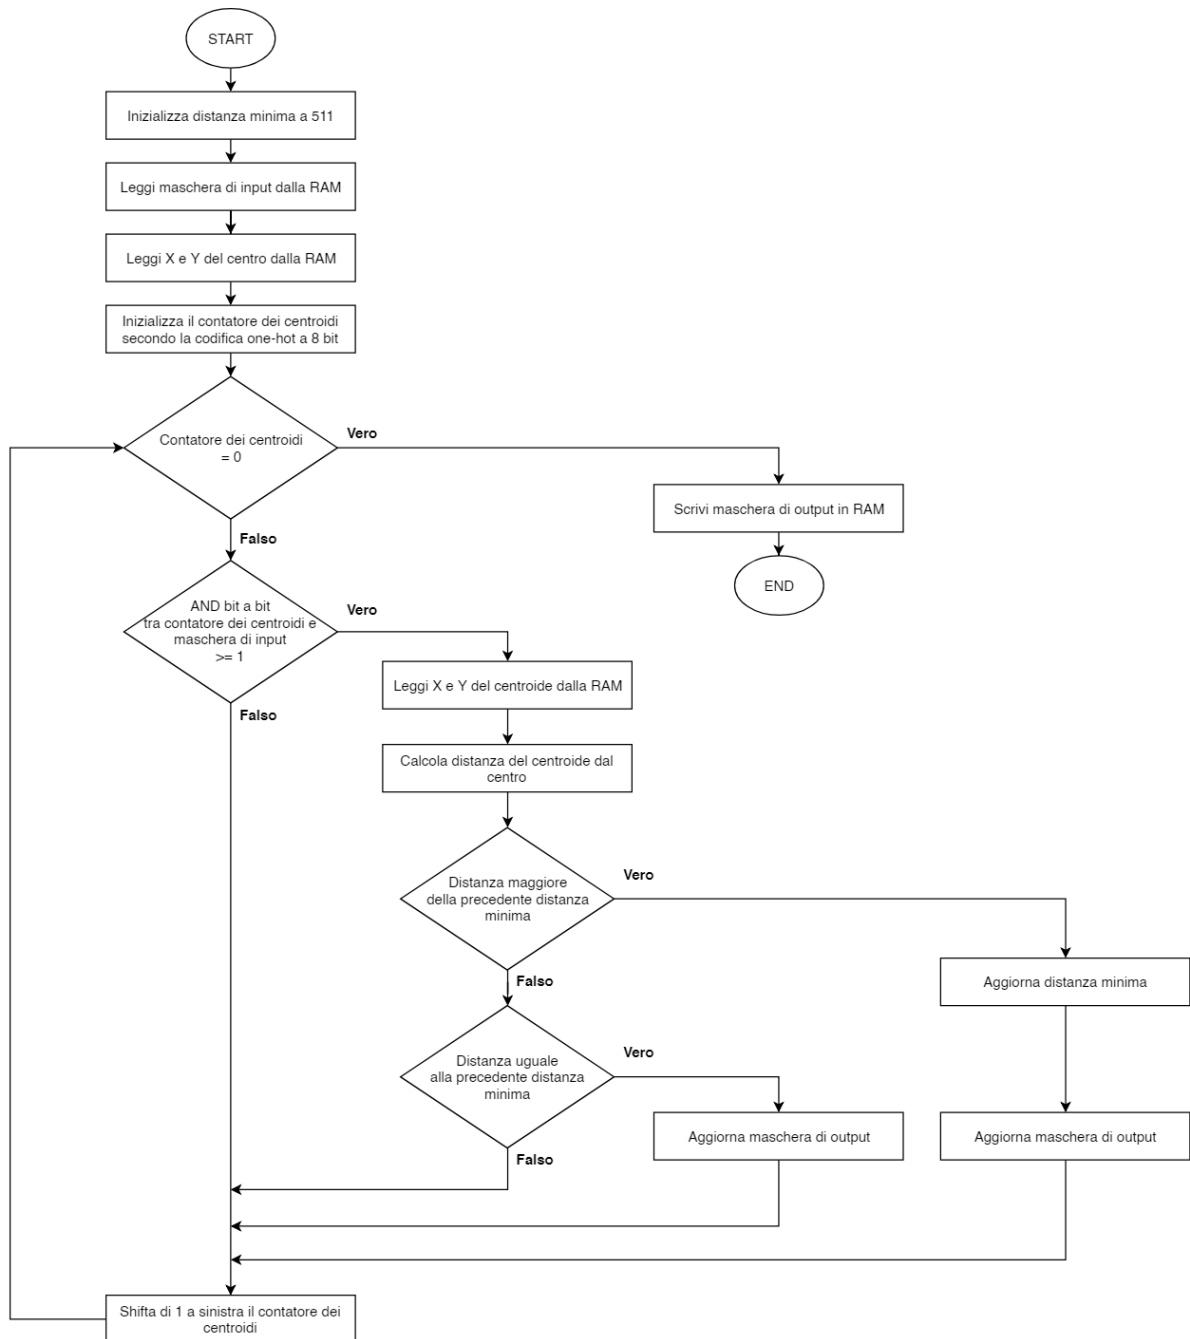 START
Inizializza distanza minima a 511
Leggi maschera di input dalla RAM
Leggi X e Y del centro dalla RAM
Inizializza il contatore dei centroidi
secondo la codifica one-hot a 8 bit
Contatore dei centroidi
= 0
Vero
Scrivi maschera di output in RAM
END
Falso
AND bit a bit
tra contatore dei centroidi e
maschera di input
>= 1
Vero
Falso
Leggi X e Y del centroide dalla RAM
Calcola distanza del centroide dal
centro
Distanza maggiore
della precedente distanza
minima
Vero
Falso
Aggiorna distanza minima
Distanza uguale
alla precedente distanza
minima
Vero
Falso
Aggiorna maschera di output
Aggiorna maschera di output
Shifta di 1 a sinistra il contatore dei
centroidi